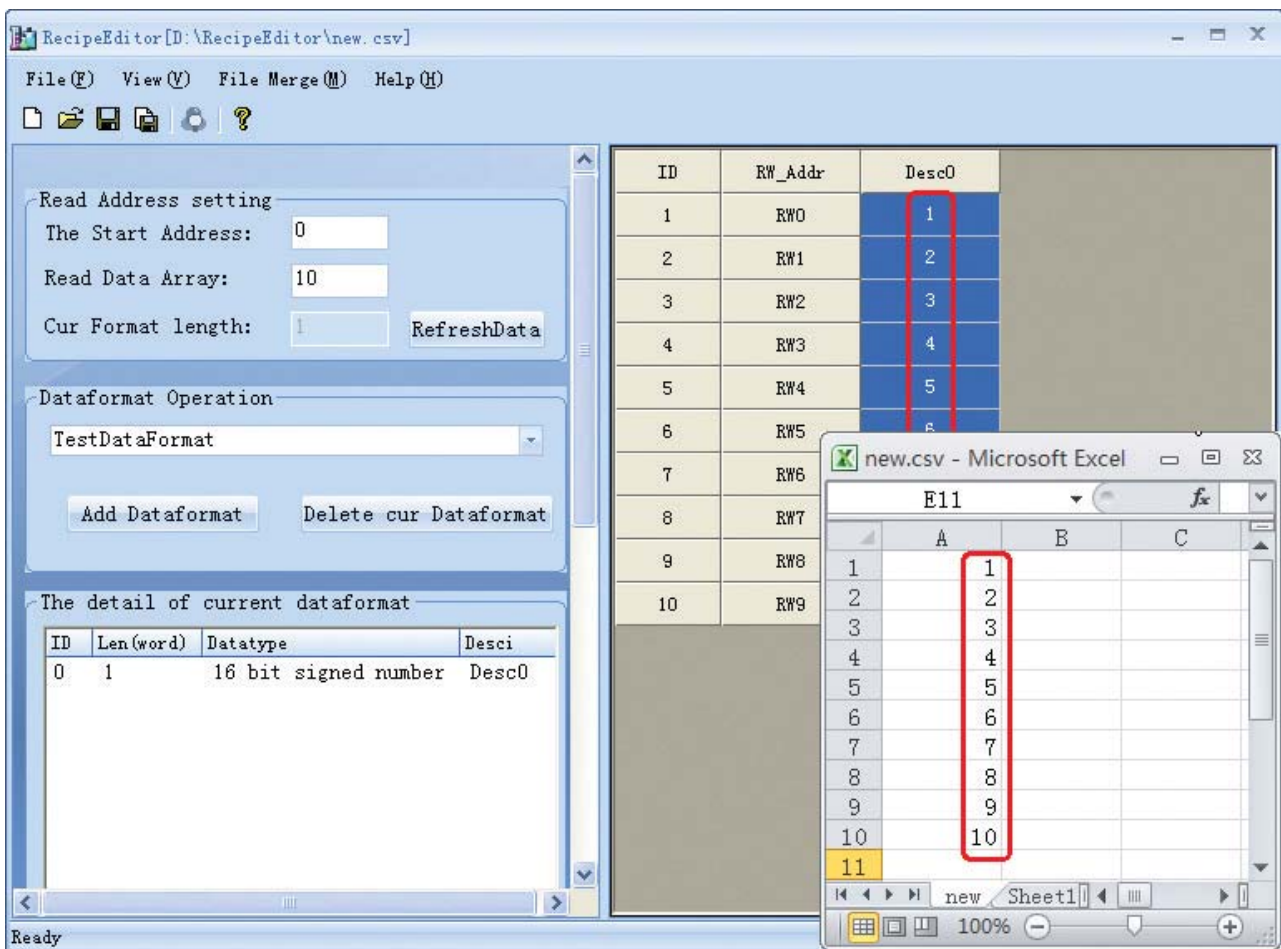 RecipeEditor[D:\RecipeEditor\new.csv]
File(F) View(V) File Merge(M) Help(H)
Read Address setting
The Start Address: 0
Read Data Array: 10
Cur Format length: 1 RefreshData
Dataformat Operation
TestDataFormat
Add Dataformat Delete cur Dataformat
The detail of current dataformat
ID Len(word) Datatype Desci
0 1 16 bit signed number Desc0
Ready
ID RW_Addr Desc0
1 RW0 1
2 RW1 2
3 RW2 3
4 RW3 4
5 RW4 5
6 RW5 6
7 RW6
8 RW7
9 RW8
10 RW9
new.csv - Microsoft Excel
E11 fx
A B C
1 1
2 2
3 3
4 4
5 5
6 6
7 7
8 8
9 9
10 10
11
new Sheet1
100%